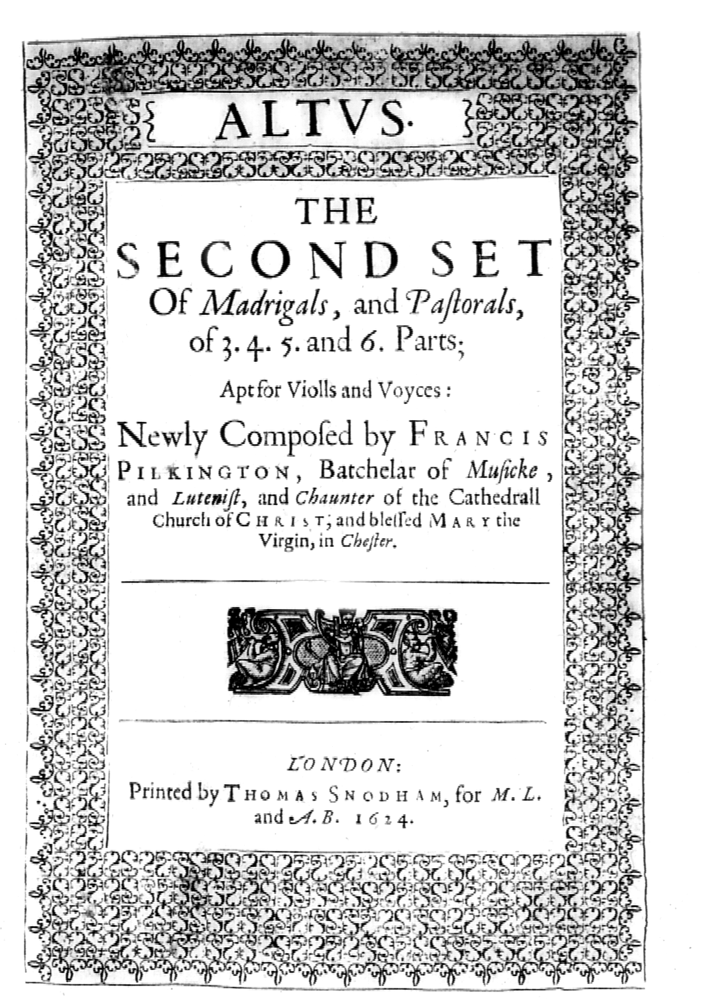 ALTVS.
THE
SECOND SET
Of Madrigals, and Paſtorals,
of 3. 4. 5. and 6. Parts;
Apt for Violls and Voyces:
Newly Compoſed by FRANCIS
PILKINGTON, Batchelar of Muſicke,
and Luteniſt, and Chaunter of the Cathedrall
Church of CHRIST; and bleſſed MARY the
Virgin, in Cheſter.
LONDON:
Printed by THOMAS SNODHAM, for M. L.
and A. B. 1624.